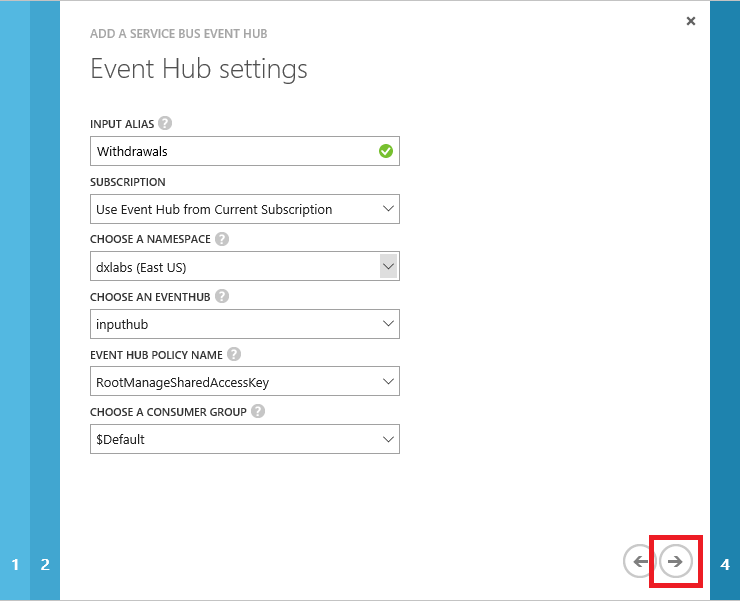 ADD A SERVICE BUS EVENT HUB
Event Hub settings
INPUT ALIAS ?
Withdrawals
SUBSCRIPTION
Use Event Hub from Current Subscription
CHOOSE A NAMESPACE ?
dxlabs (East US)
CHOOSE AN EVENTHUB ?
inputhub
EVENT HUB POLICY NAME ?
RootManageSharedAccessKey
CHOOSE A CONSUMER GROUP ?
$Default
1 2 4